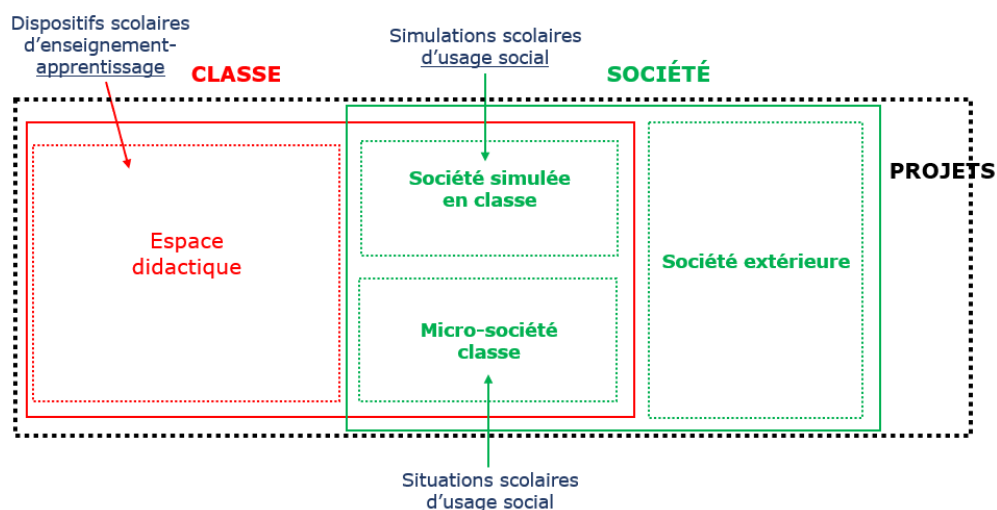 Dispositifs scolaires
d’enseignement-
apprentissage
CLASSE
Simulations scolaires
d’usage social
SOCIÉTÉ
PROJETS
Société simulée
en classe
Espace
didactique
Société extérieure
Micro-société
classe
Situations scolaires
d’usage social